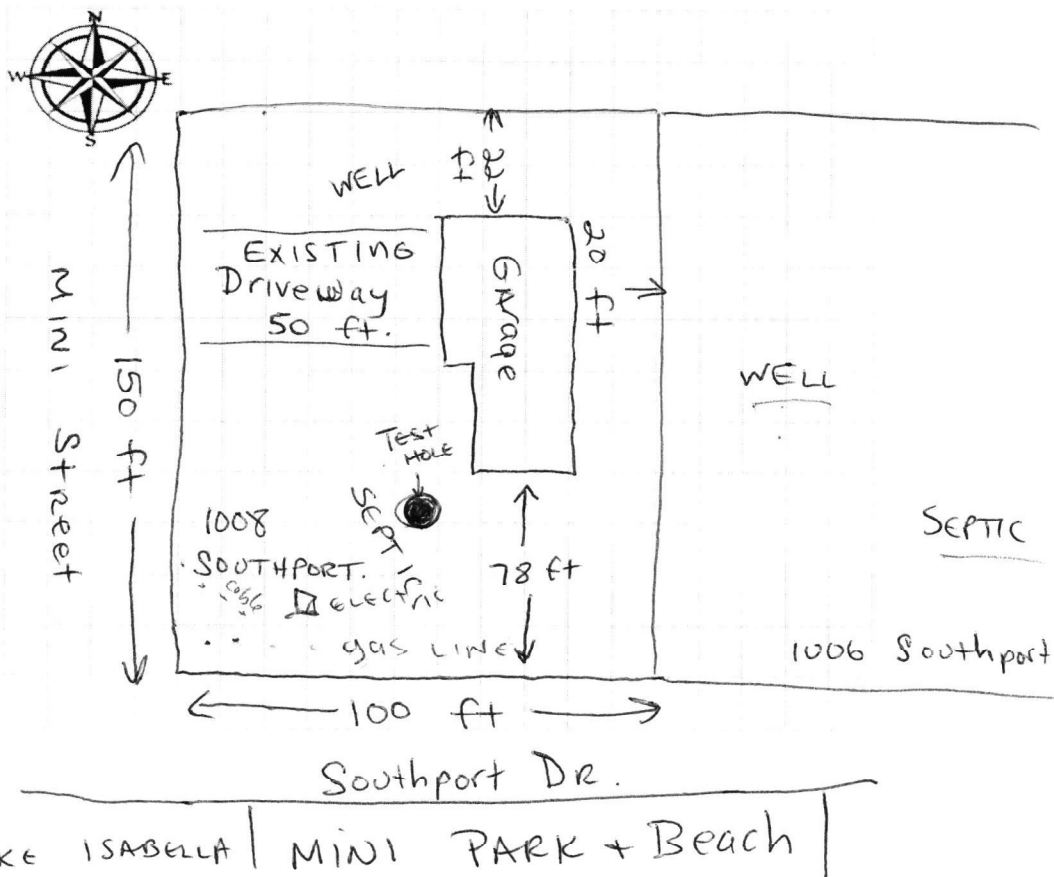 N
W E
S
WELL
22 ft
EXISTING
Driveway
50 ft.
GARage
20 ft
MINI Street
150 ft
WELL
TEST
HOLE
SEPTIC
1008
SOUTHPORT.
ELECTRIC
78 ft
gas LINE
SEPTIC
1006 Southport
100 ft
Southport DR.
KE ISABELLA
MINI PARK + Beach